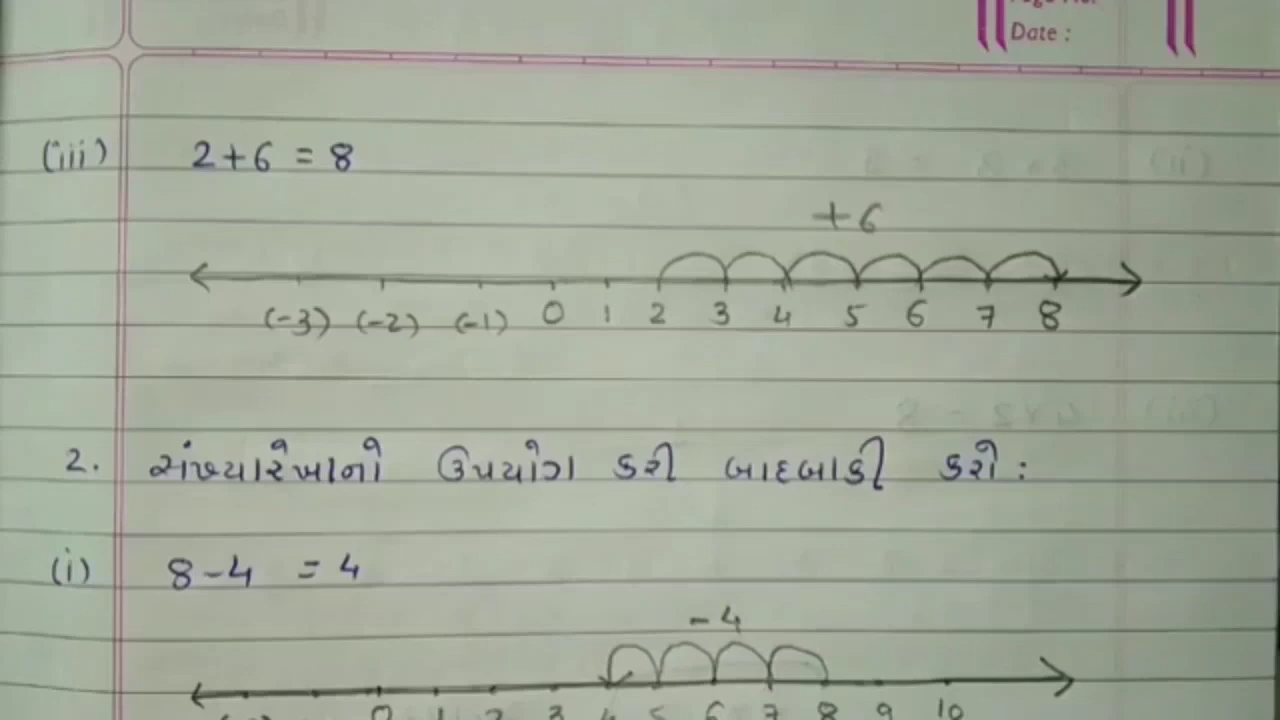 Date :
(iii) 2+6 = 8
+6
(-3) (-2) (-1) 0 1 2 3 4 5 6 7 8
2. સંખ્યારેખાનો ઉપયોગ કરી બાદબાકી કરો :
(i) 8-4 = 4
-4
0 1 2 3 4 5 6 7 8 9 10